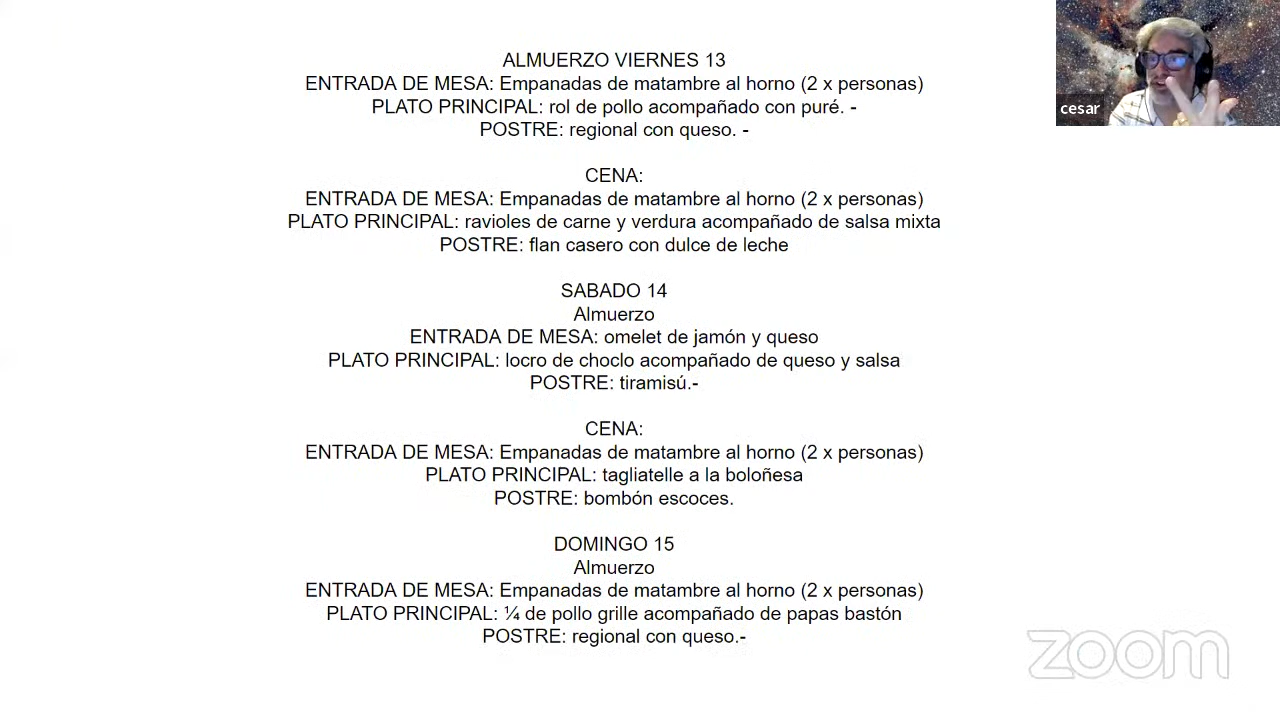 ALMUERZO VIERNES 13
ENTRADA DE MESA: Empanadas de matambre al horno (2 x personas)
PLATO PRINCIPAL: rol de pollo acompañado con puré. -
POSTRE: regional con queso. -
CENA:
ENTRADA DE MESA: Empanadas de matambre al horno (2 x personas)
PLATO PRINCIPAL: ravioles de carne y verdura acompañado de salsa mixta
POSTRE: flan casero con dulce de leche
SABADO 14
Almuerzo
ENTRADA DE MESA: omelet de jamón y queso
PLATO PRINCIPAL: locro de choclo acompañado de queso y salsa
POSTRE: tiramisú.-
CENA:
ENTRADA DE MESA: Empanadas de matambre al horno (2 x personas)
PLATO PRINCIPAL: tagliatelle a la boloñesa
POSTRE: bombón escoces.
DOMINGO 15
Almuerzo
ENTRADA DE MESA: Empanadas de matambre al horno (2 x personas)
PLATO PRINCIPAL: ¼ de pollo grille acompañado de papas bastón
POSTRE: regional con queso.-
cesar
zoom